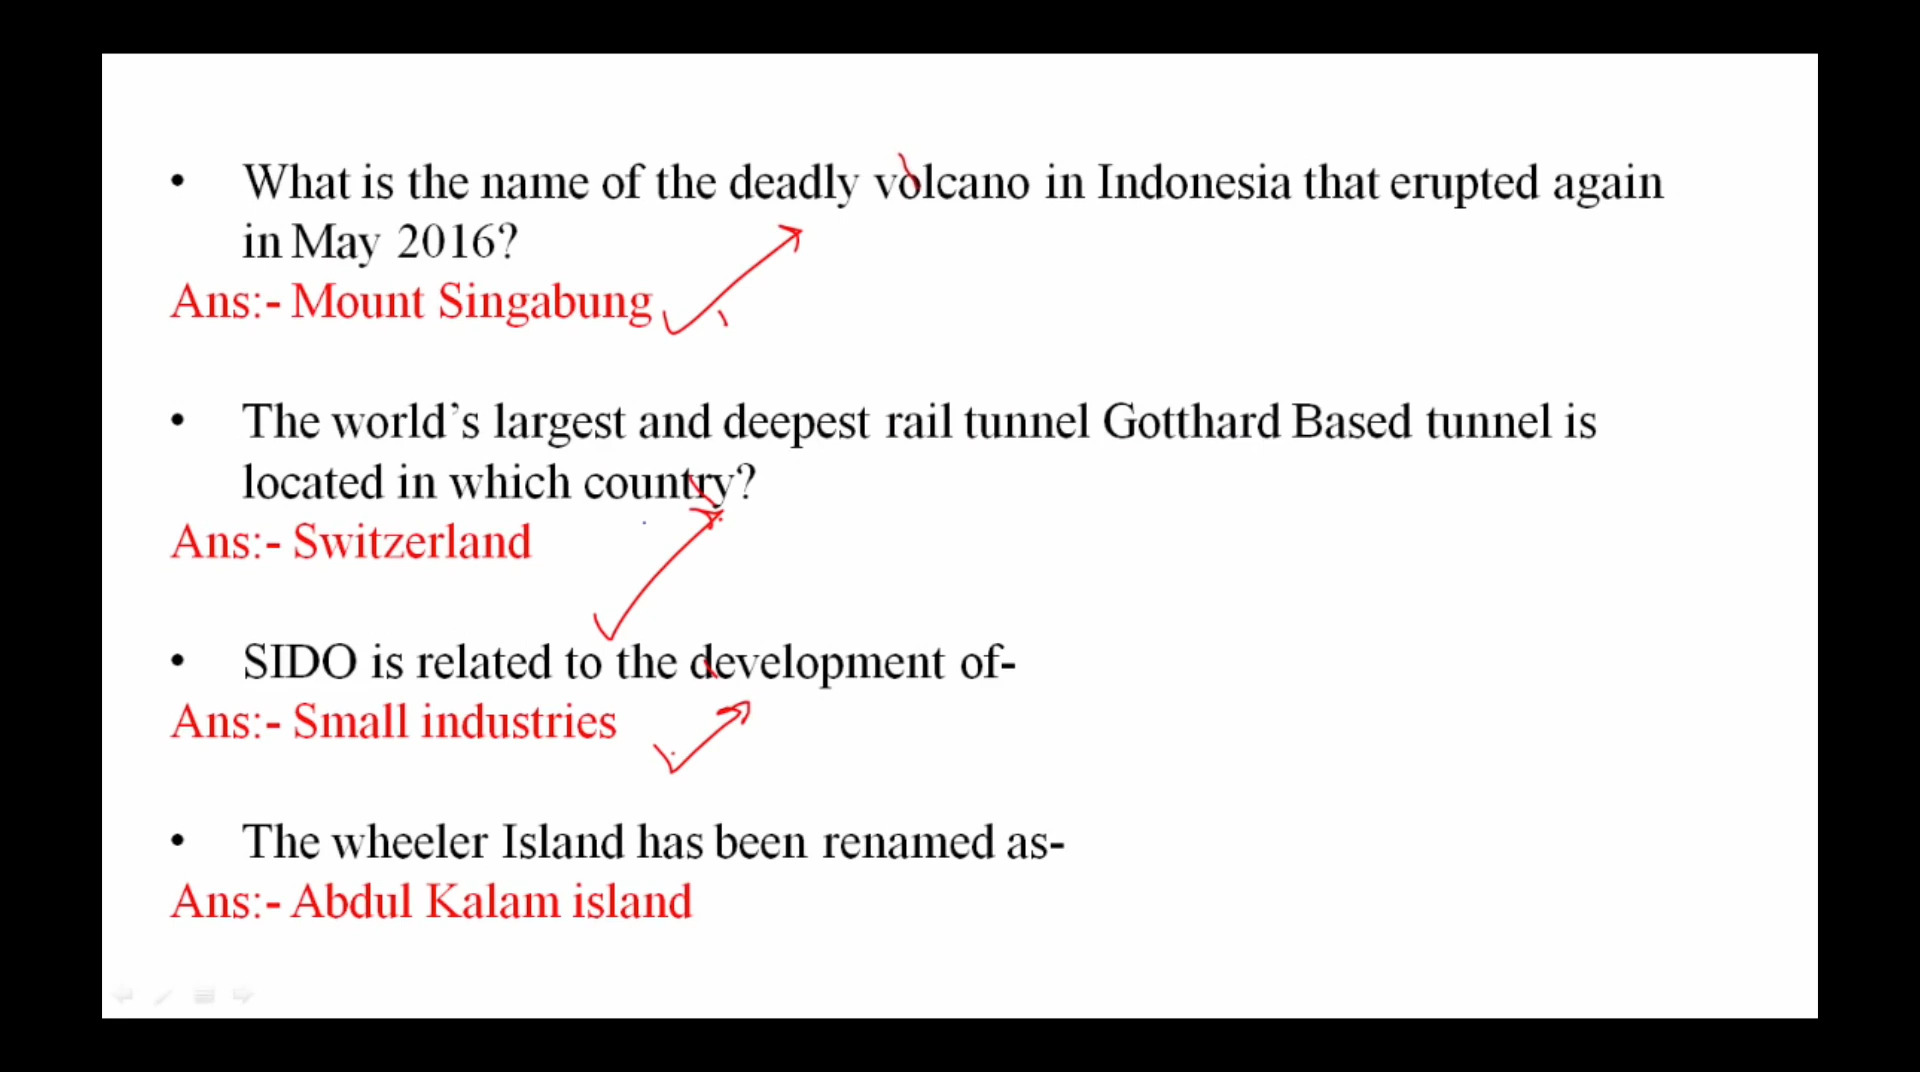 • What is the name of the deadly volcano in Indonesia that erupted again
in May 2016?
Ans:- Mount Singabung
• The world’s largest and deepest rail tunnel Gotthard Based tunnel is
located in which country?
Ans:- Switzerland
• SIDO is related to the development of-
Ans:- Small industries
• The wheeler Island has been renamed as-
Ans:- Abdul Kalam island